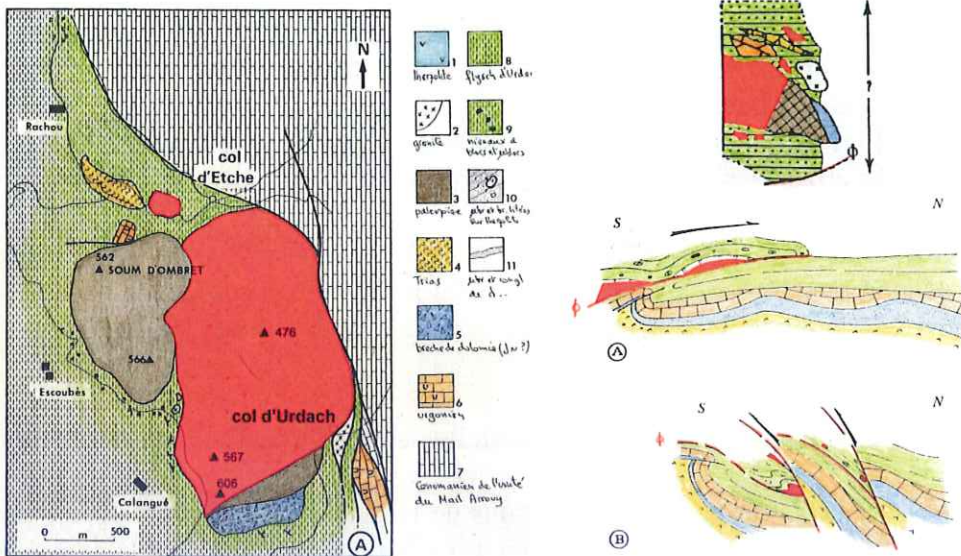 N
Rachou
col
d'Etche
562
SOUM D'OMBRET
476
566
Escoubès
col d'Urdach
567
606
Calangué
0 m 500
A
1
lherzolite
2
granite
3
paléozoïque
4
Trias
5
brèche de dolomie (J n ?)
6
urgonien
7
Cénomanien de l'unité
du Mail Arrouy
8
flysch d'Urdach
9
niveaux à
blocs et
10
11
de
?
ϕ
S
N
ϕ
A
S
N
ϕ
B